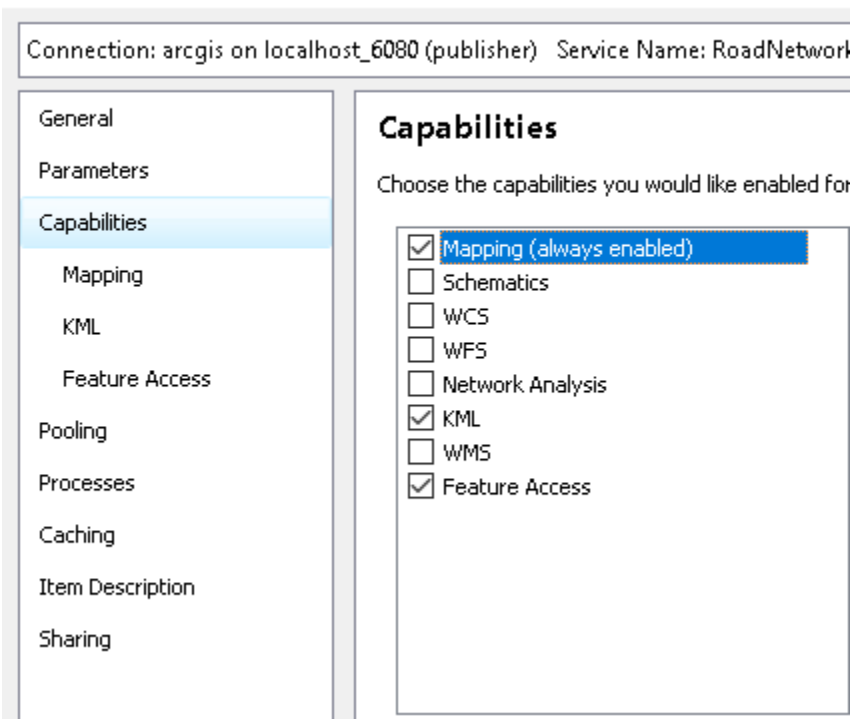 Connection: arcgis on localhost_6080 (publisher) Service Name: RoadNetwork
General
Parameters
Capabilities
Mapping
KML
Feature Access
Pooling
Processes
Caching
Item Description
Sharing
Capabilities
Choose the capabilities you would like enabled for
Mapping (always enabled)
Schematics
WCS
WFS
Network Analysis
KML
WMS
Feature Access